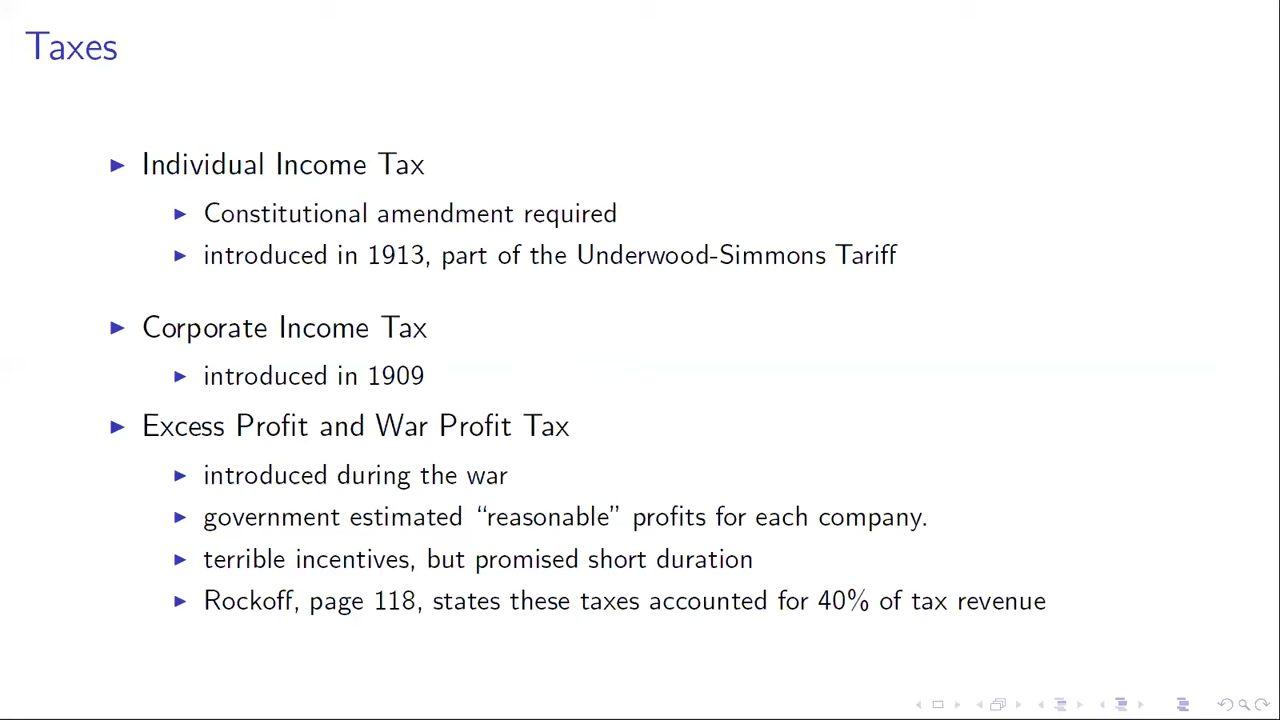 Taxes
Individual Income Tax
Constitutional amendment required
introduced in 1913, part of the Underwood-Simmons Tariff
Corporate Income Tax
introduced in 1909
Excess Profit and War Profit Tax
introduced during the war
government estimated “reasonable” profits for each company.
terrible incentives, but promised short duration
Rockoff, page 118, states these taxes accounted for 40% of tax revenue